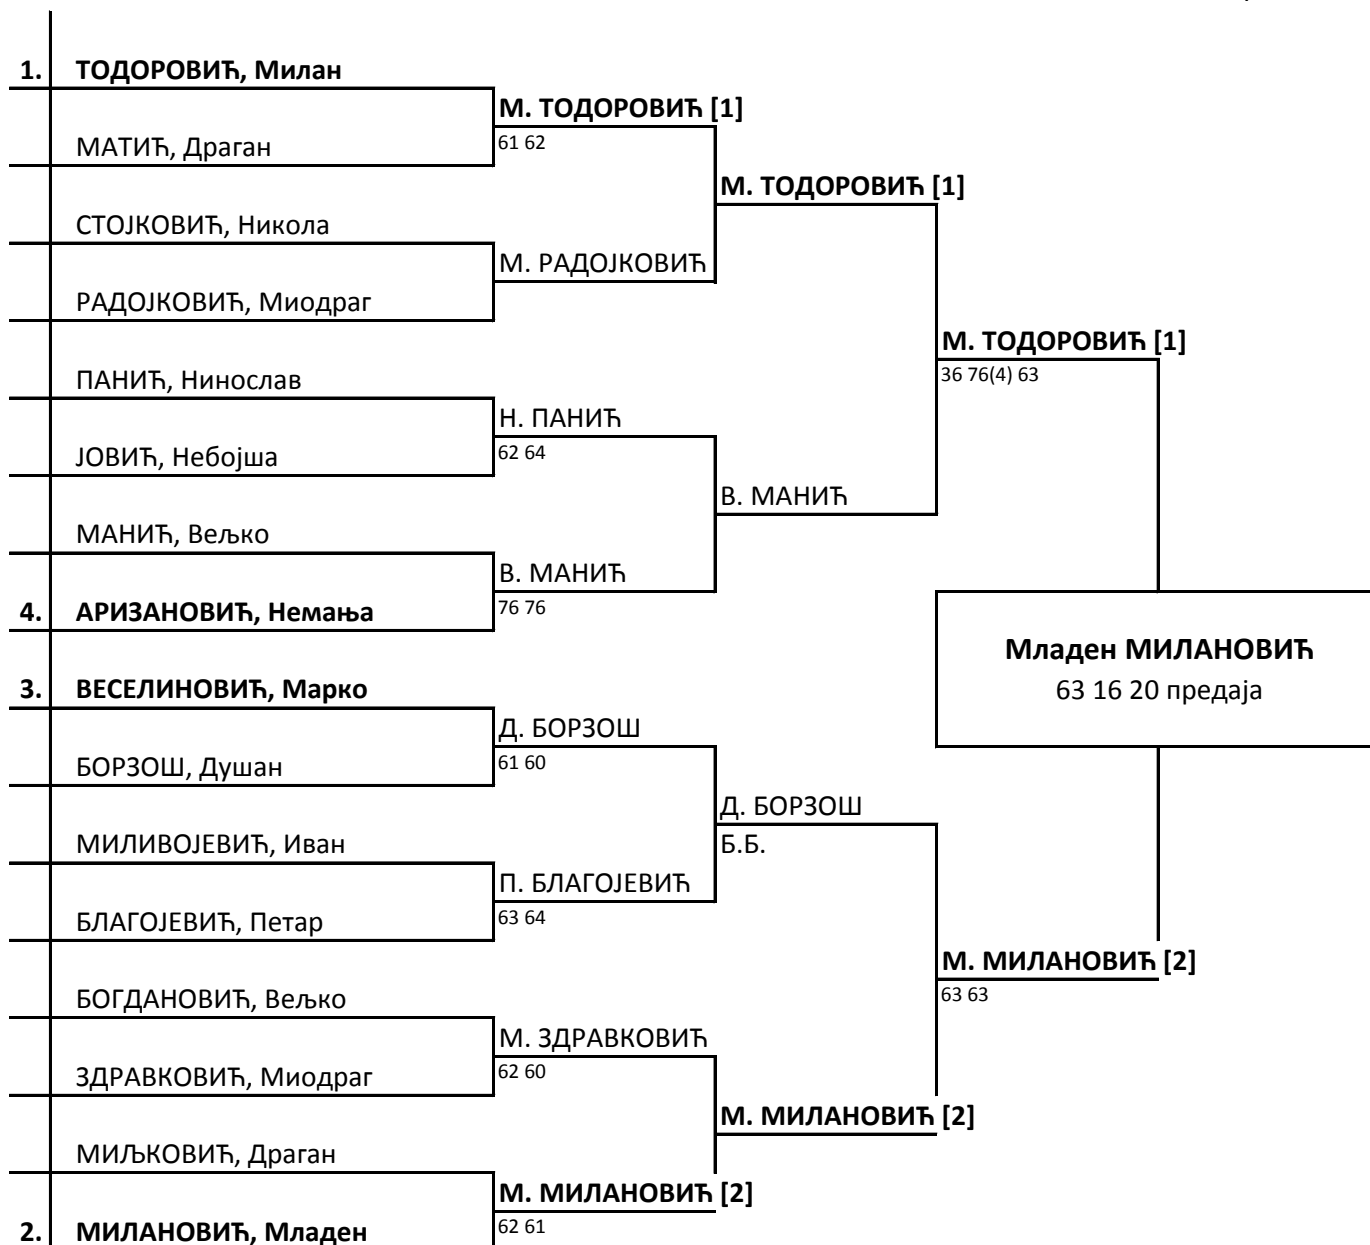 1. ТОДОРОВИЋ, Милан
М. ТОДОРОВИЋ [1]
МАТИЋ, Драган
61 62
М. ТОДОРОВИЋ [1]
СТОЈКОВИЋ, Никола
М. РАДОЈКОВИЋ
РАДОЈКОВИЋ, Миодраг
М. ТОДОРОВИЋ [1]
36 76(4) 63
ПАНИЋ, Нинослав
Н. ПАНИЋ
ЈОВИЋ, Небојша
62 64
В. МАНИЋ
МАНИЋ, Вељко
В. МАНИЋ
4. АРИЗАНОВИЋ, Немања
76 76
Младен МИЛАНОВИЋ
63 16 20 предаја
3. ВЕСЕЛИНОВИЋ, Марко
Д. БОРЗОШ
БОРЗОШ, Душан
61 60
Д. БОРЗОШ
Б.Б.
МИЛИВОЈЕВИЋ, Иван
П. БЛАГОЈЕВИЋ
БЛАГОЈЕВИЋ, Петар
63 64
М. МИЛАНОВИЋ [2]
63 63
БОГДАНОВИЋ, Вељко
М. ЗДРАВКОВИЋ
ЗДРАВКОВИЋ, Миодраг
62 60
М. МИЛАНОВИЋ [2]
МИЉКОВИЋ, Драган
М. МИЛАНОВИЋ [2]
2. МИЛАНОВИЋ, Младен
62 61